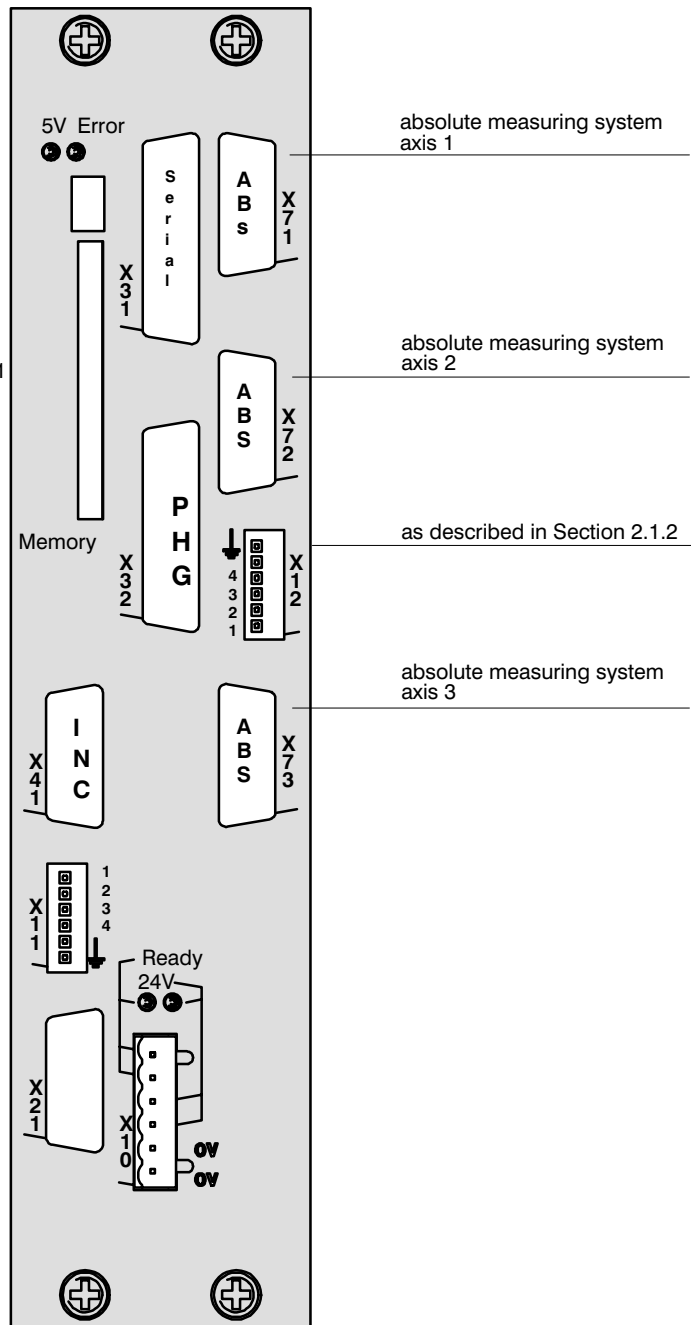 5V Error
Serial
X31
ABs
X71
absolute measuring system
axis 1
ABS
X72
absolute measuring system
axis 2
Memory
PHG
X32
4
3
2
1
X12
as described in Section 2.1.2
INC
X41
ABS
X73
absolute measuring system
axis 3
X11
1
2
3
4
Ready
24V
X21
X10
0V
0V